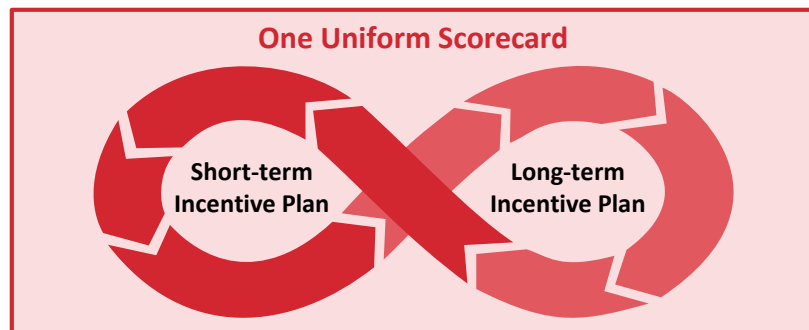 One Uniform Scorecard
Short-term
Incentive Plan
Long-term
Incentive Plan